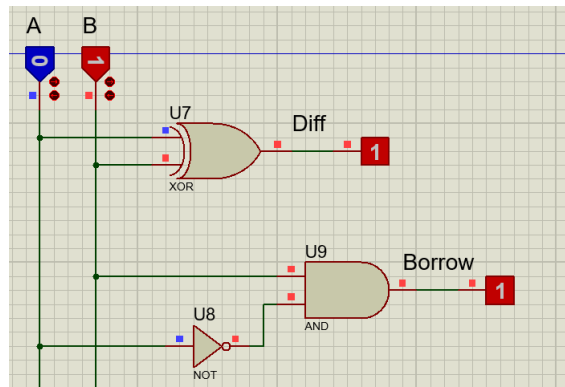 A B
0 1
U7
Diff
1
XOR
U9
Borrow
1
U8
AND
NOT